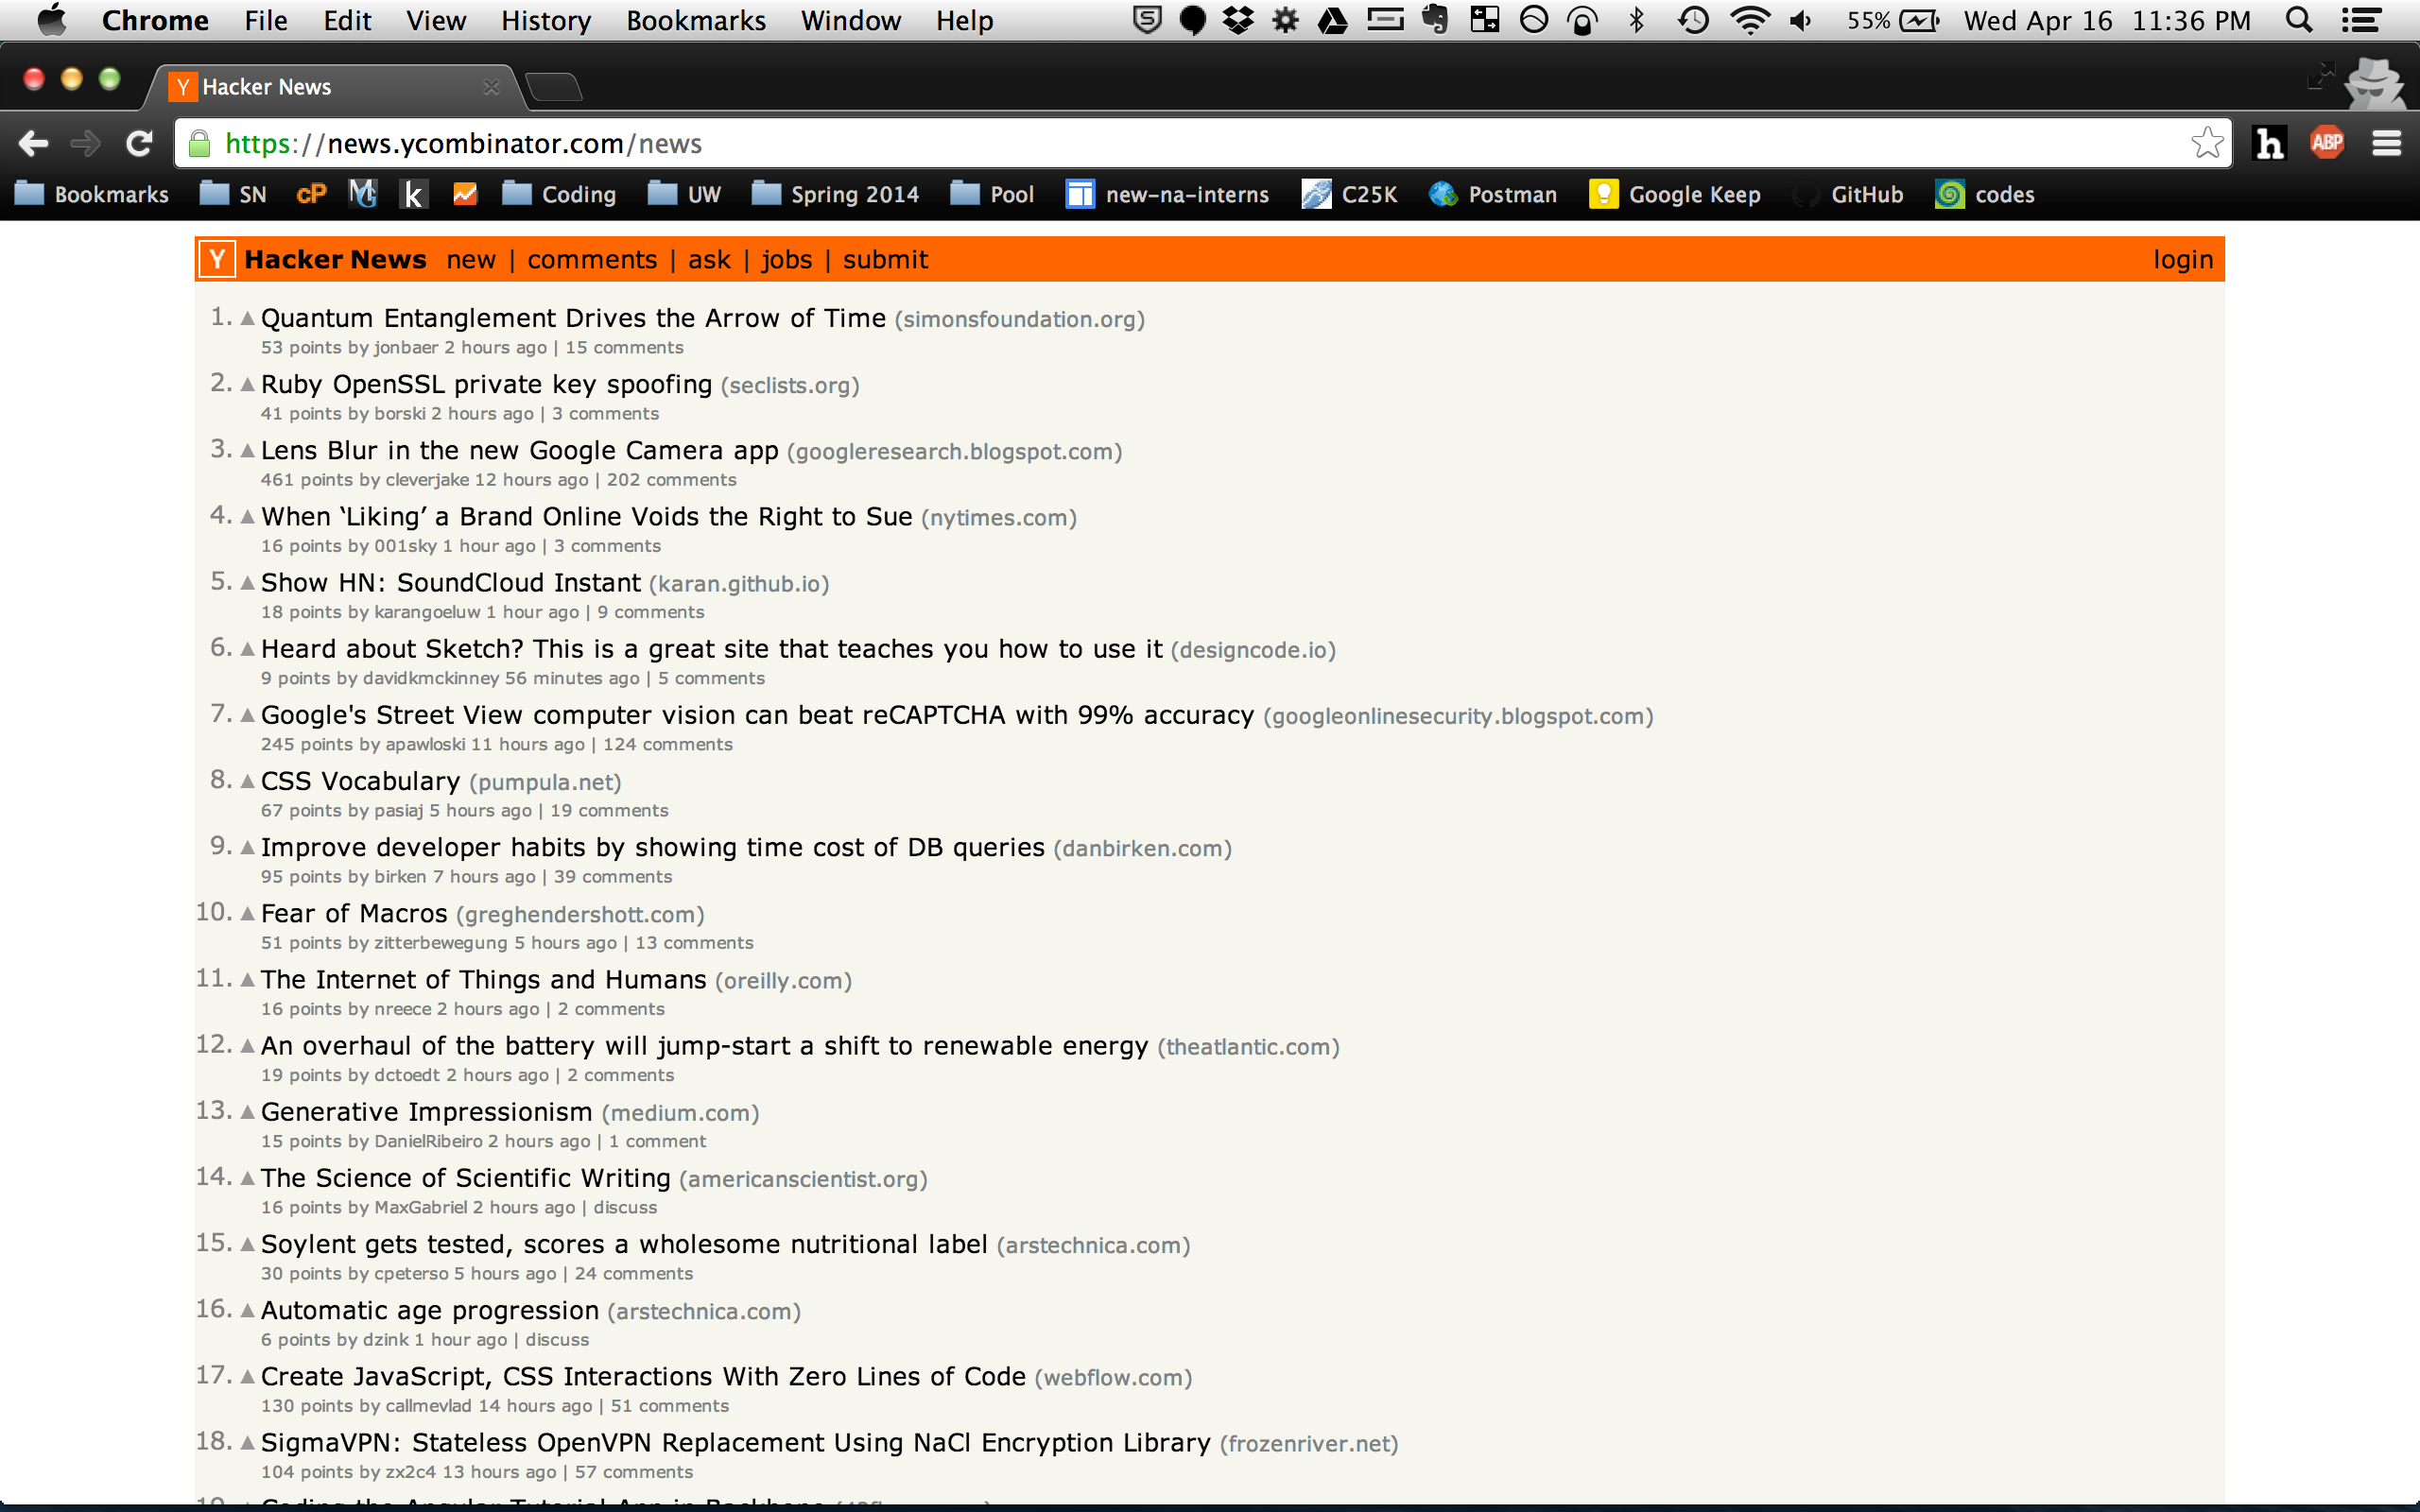 Chrome File Edit View History Bookmarks Window Help 55% Wed Apr 16 11:36 PM
Y Hacker News
https://news.ycombinator.com/news h ABP
Bookmarks SN cP k Coding UW Spring 2014 Pool new-na-interns C25K Postman Google Keep GitHub codes
Y Hacker News new | comments | ask | jobs | submit login
1. Quantum Entanglement Drives the Arrow of Time (simonsfoundation.org)
53 points by jonbaer 2 hours ago | 15 comments
2. Ruby OpenSSL private key spoofing (seclists.org)
41 points by borski 2 hours ago | 3 comments
3. Lens Blur in the new Google Camera app (googleresearch.blogspot.com)
461 points by cleverjake 12 hours ago | 202 comments
4. When ‘Liking’ a Brand Online Voids the Right to Sue (nytimes.com)
16 points by 001sky 1 hour ago | 3 comments
5. Show HN: SoundCloud Instant (karan.github.io)
18 points by karangoeluw 1 hour ago | 9 comments
6. Heard about Sketch? This is a great site that teaches you how to use it (designcode.io)
9 points by davidkmckinney 56 minutes ago | 5 comments
7. Google's Street View computer vision can beat reCAPTCHA with 99% accuracy (googleonlinesecurity.blogspot.com)
245 points by apawloski 11 hours ago | 124 comments
8. CSS Vocabulary (pumpula.net)
67 points by pasiaj 5 hours ago | 19 comments
9. Improve developer habits by showing time cost of DB queries (danbirken.com)
95 points by birken 7 hours ago | 39 comments
10. Fear of Macros (greghendershott.com)
51 points by zitterbewegung 5 hours ago | 13 comments
11. The Internet of Things and Humans (oreilly.com)
16 points by nreece 2 hours ago | 2 comments
12. An overhaul of the battery will jump-start a shift to renewable energy (theatlantic.com)
19 points by dctoedt 2 hours ago | 2 comments
13. Generative Impressionism (medium.com)
15 points by DanielRibeiro 2 hours ago | 1 comment
14. The Science of Scientific Writing (americanscientist.org)
16 points by MaxGabriel 2 hours ago | discuss
15. Soylent gets tested, scores a wholesome nutritional label (arstechnica.com)
30 points by cpeterso 5 hours ago | 24 comments
16. Automatic age progression (arstechnica.com)
6 points by dzink 1 hour ago | discuss
17. Create JavaScript, CSS Interactions With Zero Lines of Code (webflow.com)
130 points by callmevlad 14 hours ago | 51 comments
18. SigmaVPN: Stateless OpenVPN Replacement Using NaCl Encryption Library (frozenriver.net)
104 points by zx2c4 13 hours ago | 57 comments
19. Coding the Angular Tutorial App in Backbone